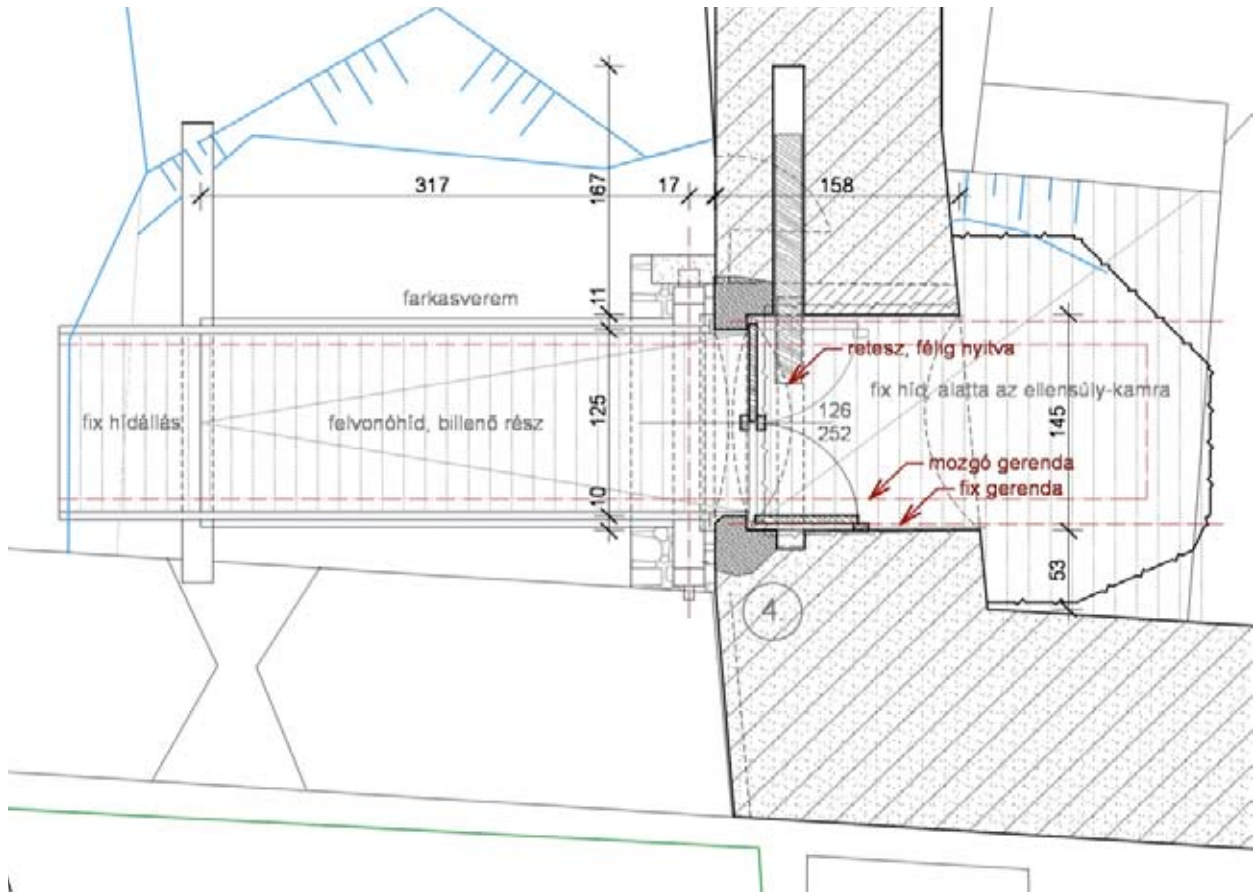 317
17
158
167
farkasverem
11
retesz, félig nyitva
fix hídállás
felvonóhíd, billenő rész
125
126
252
fix híd, alatta az ellensúly-kamra
145
mozgó gerenda
fix gerenda
10
53
4